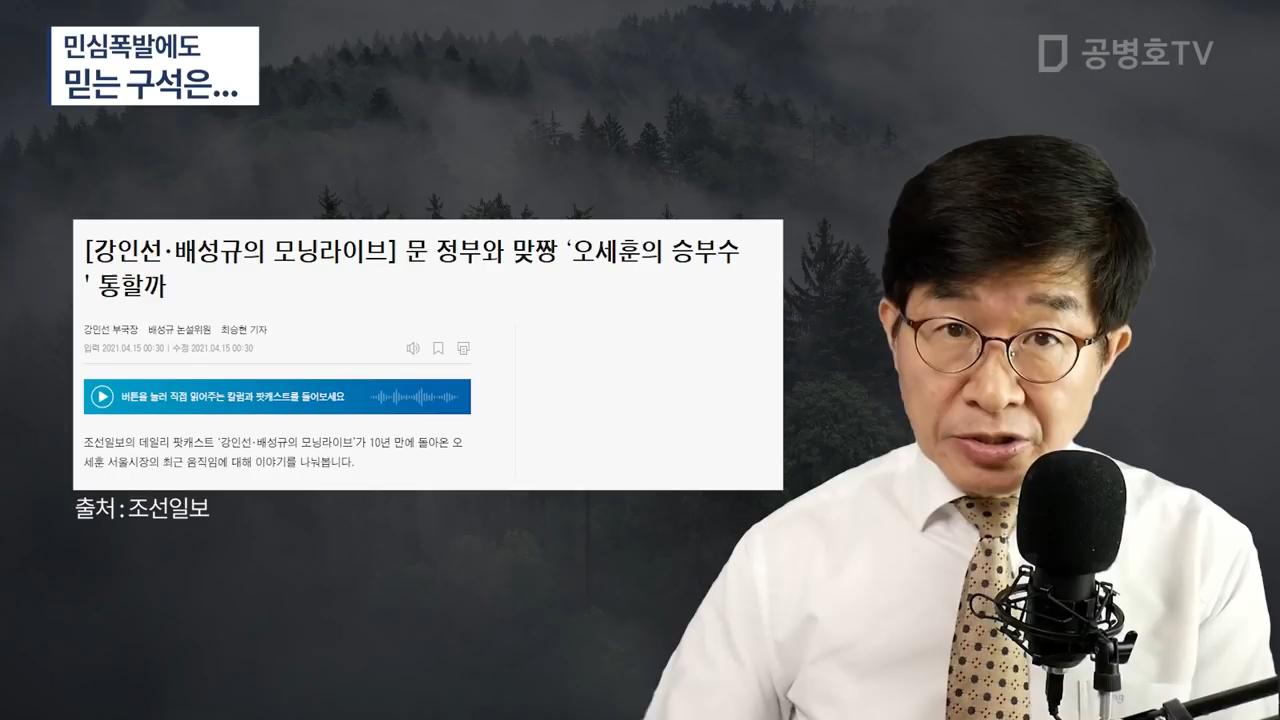 민심폭발에도
믿는 구석은...
공병호TV
[강인선·배성규의 모닝라이브] 문 정부와 맞짱 ‘오세훈의 승부수
' 통할까
강인선 부국장 배성규 논설위원 최승현 기자
입력 2021.04.15 00:30 | 수정 2021.04.15 00:30
버튼을 눌러 직접 읽어주는 칼럼과 팟캐스트를 들어보세요
조선일보의 데일리 팟캐스트 ‘강인선·배성규의 모닝라이브’가 10년 만에 돌아온 오
세훈 서울시장의 최근 움직임에 대해 이야기를 나눠봅니다.
출처 : 조선일보